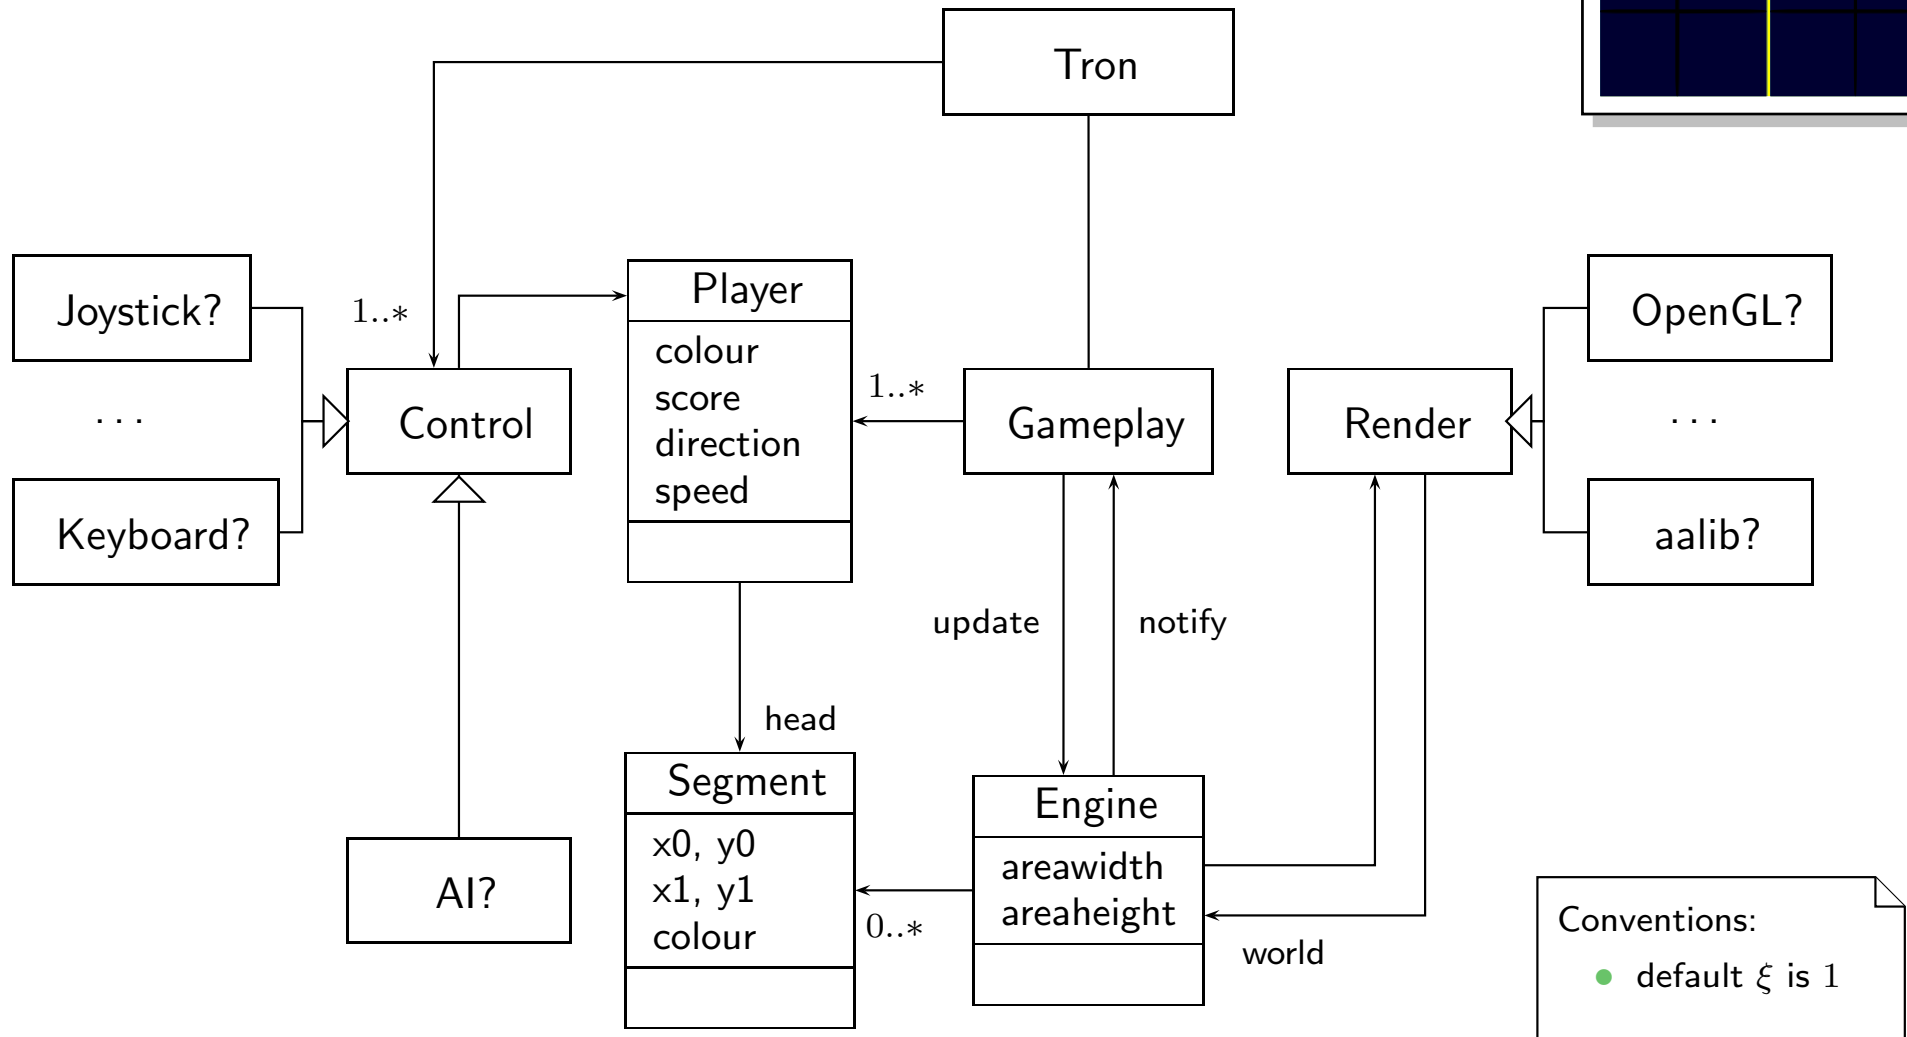 Tron
Joystick?
1..*
Player
OpenGL?
colour
score
direction
speed
1..*
. . .
Control
Gameplay
Render
. . .
Keyboard?
aalib?
update
notify
head
Segment
Engine
x0, y0
x1, y1
colour
areawidth
areaheight
AI?
0..*
world
Conventions:
• default ξ is 1